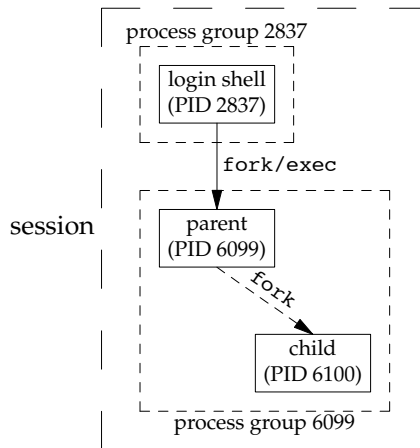 process group 2837
login shell
(PID 2837)
fork/exec
session
parent
(PID 6099)
fork
child
(PID 6100)
process group 6099